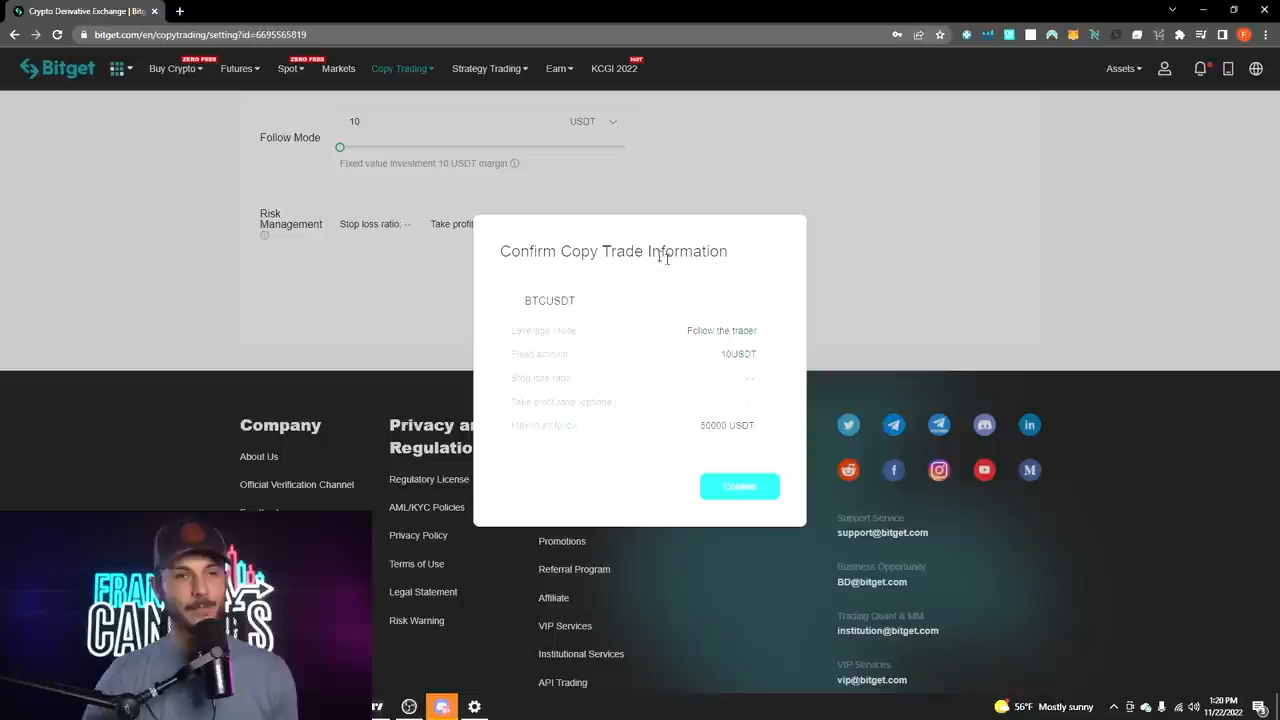 Crypto Derivative Exchange | Bitg
bitget.com/en/copytrading/setting?id=6695565819
Bitget
Buy Crypto
ZERO FEES
Futures
Spot
ZERO FEES
Markets
Copy Trading
Strategy Trading
Earn
KCGI 2022
HOT
Assets
10
USDT
Follow Mode
Fixed value Investment 10 USDT margin
Risk
Management
Stop loss ratio: --
Take profit
Confirm Copy Trade Information
BTCUSDT
Leverage Mode
Follow the trader
Fixed amount
10USDT
Stop loss ratio
--
Take profit ratio (optional)
--
Maximum follow
50000 USDT
Confirm
Company
About Us
Official Verification Channel
Privacy
Regulatio
Regulatory License
AML/KYC Policies
Privacy Policy
Terms of Use
Legal Statement
Risk Warning
Promotions
Referral Program
Affiliate
VIP Services
Institutional Services
API Trading
Support Service
support@bitget.com
Business Opportunity
BD@bitget.com
Trading Quant & MM
institution@bitget.com
VIP Services
vip@bitget.com
FRAN
CAN
S
56°F Mostly sunny
1:20 PM
11/22/2022